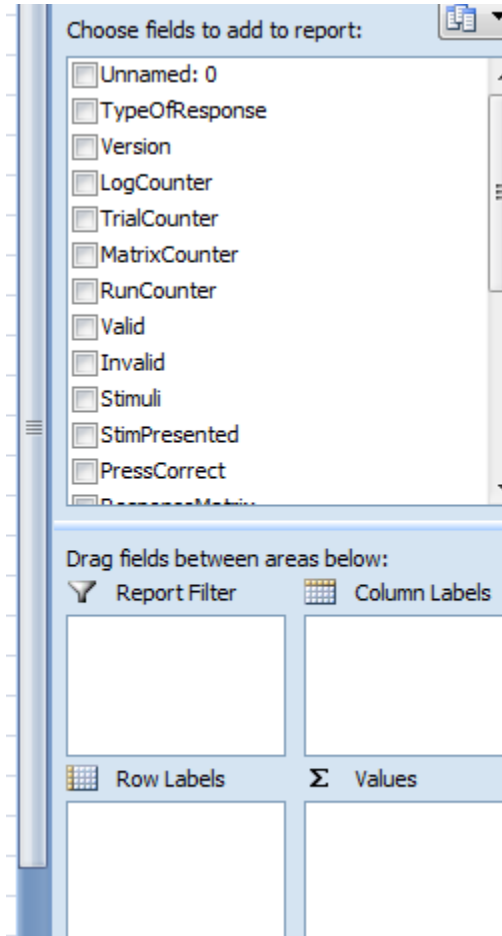 Choose fields to add to report:
Unnamed: 0
TypeOfResponse
Version
LogCounter
TrialCounter
MatrixCounter
RunCounter
Valid
Invalid
Stimuli
StimPresented
PressCorrect
ResponseMatrix
Drag fields between areas below:
Report Filter
Column Labels
Row Labels
Σ Values